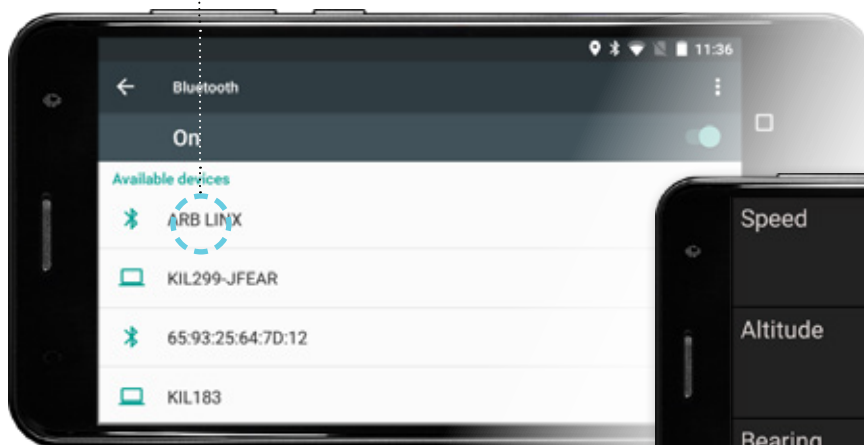 11:36
Bluetooth
On
Available devices
ARB LINX
KIL299-JFEAR
65:93:25:64:7D:12
KIL183
Speed
Altitude
Bearing